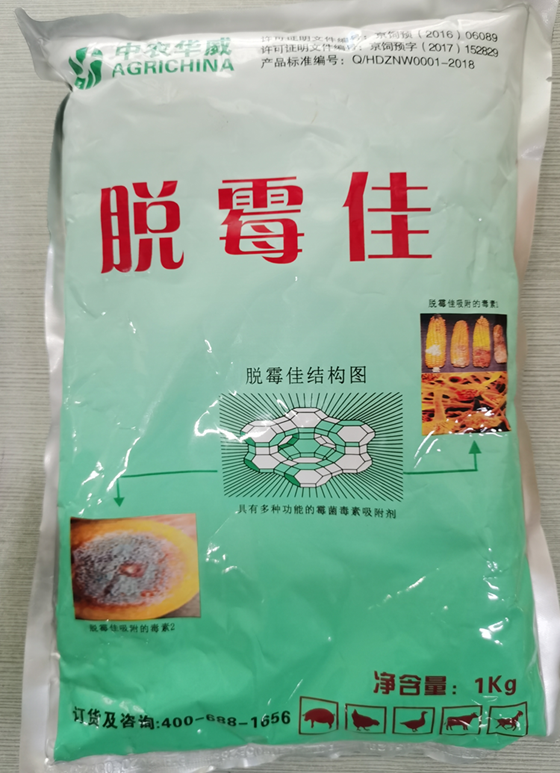 中农华威
AGRICHINA
许可证明文件编号：京饲预（2016）06089
许可证明文件编号：京饲预字（2017）152829
产品标准编号：Q/HDZNW0001-2018
脱霉佳
脱霉佳吸附的毒素1
脱霉佳结构图
具有多种功能的霉菌毒素吸附剂
脱霉佳吸附的毒素2
净含量：1Kg
订货及咨询:400-688-1656